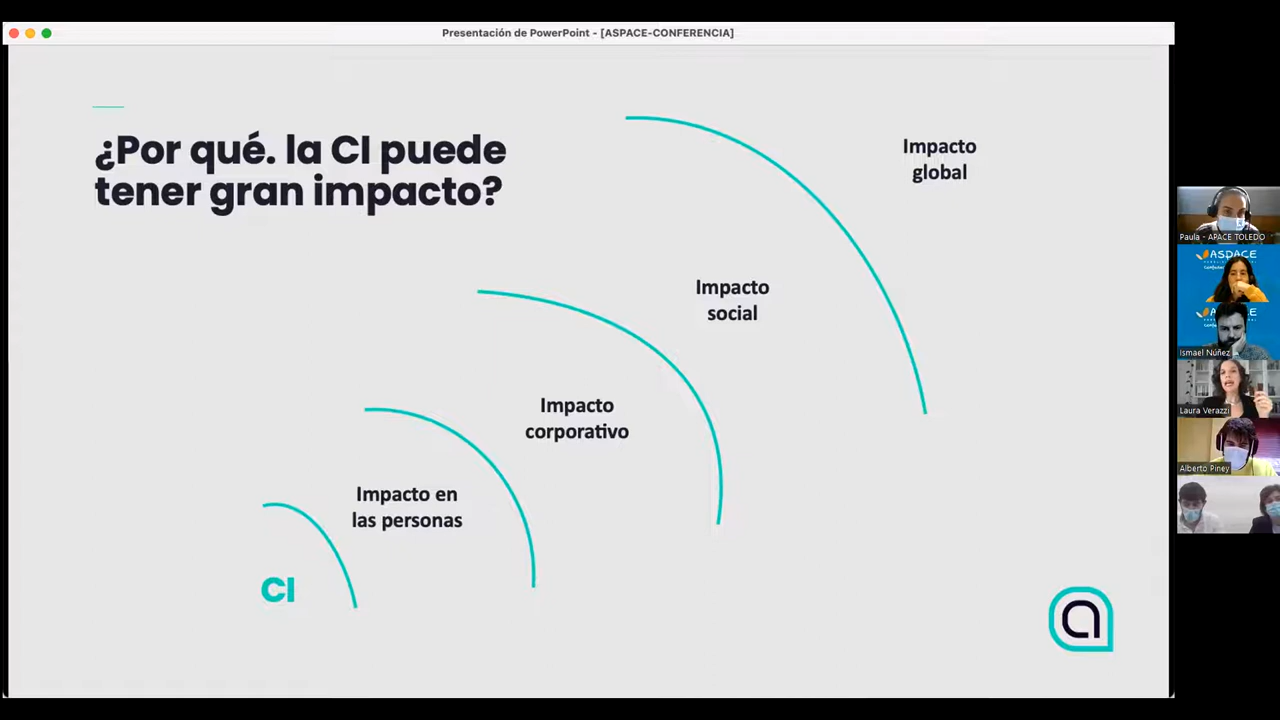 Presentación de PowerPoint - [ASPACE-CONFERENCIA]
¿Por qué. la CI puede
tener gran impacto?
Impacto
global
Impacto
social
Impacto
corporativo
Impacto en
las personas
CI
Paula - APACE TOLEDO
ASPACE
Ismael Núñez
Laura Verazzi
Alberto Piney